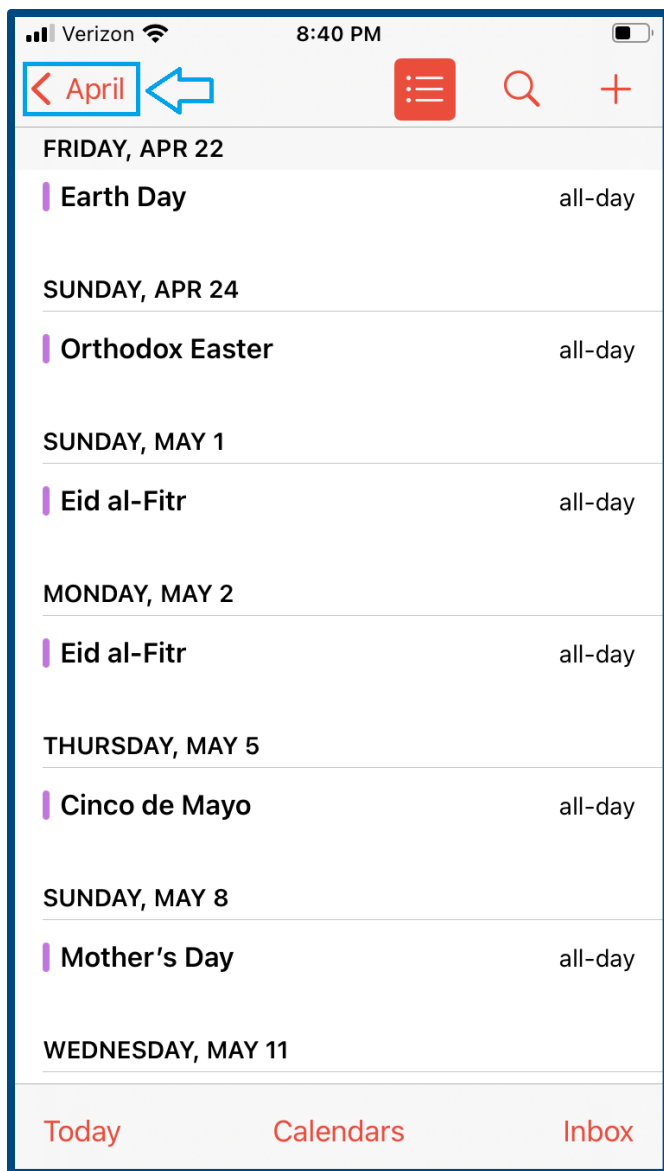 Verizon 8:40 PM
April
FRIDAY, APR 22
Earth Day all-day
SUNDAY, APR 24
Orthodox Easter all-day
SUNDAY, MAY 1
Eid al-Fitr all-day
MONDAY, MAY 2
Eid al-Fitr all-day
THURSDAY, MAY 5
Cinco de Mayo all-day
SUNDAY, MAY 8
Mother’s Day all-day
WEDNESDAY, MAY 11
Today Calendars Inbox